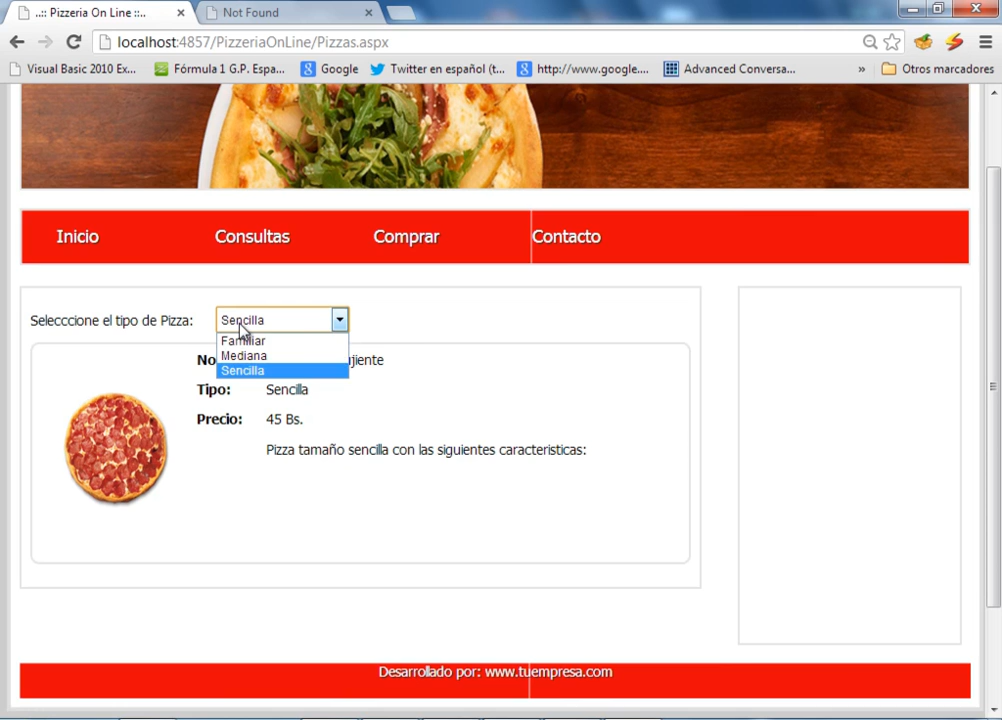 ..:: Pizzeria On Line ::..
Not Found
localhost:4857/PizzeriaOnLine/Pizzas.aspx
Visual Basic 2010 Ex...
Fórmula 1 G.P. Espa...
Google
Twitter en español (t...
http://www.google....
Advanced Conversa...
»
Otros marcadores
Inicio
Consultas
Comprar
Contacto
Selecccione el tipo de Pizza:
Sencilla
Familiar
Mediana
Sencilla
No
Tipo:
Sencilla
Precio:
45 Bs.
Pizza tamaño sencilla con las siguientes caracteristicas:
Desarrollado por: www.tuempresa.com